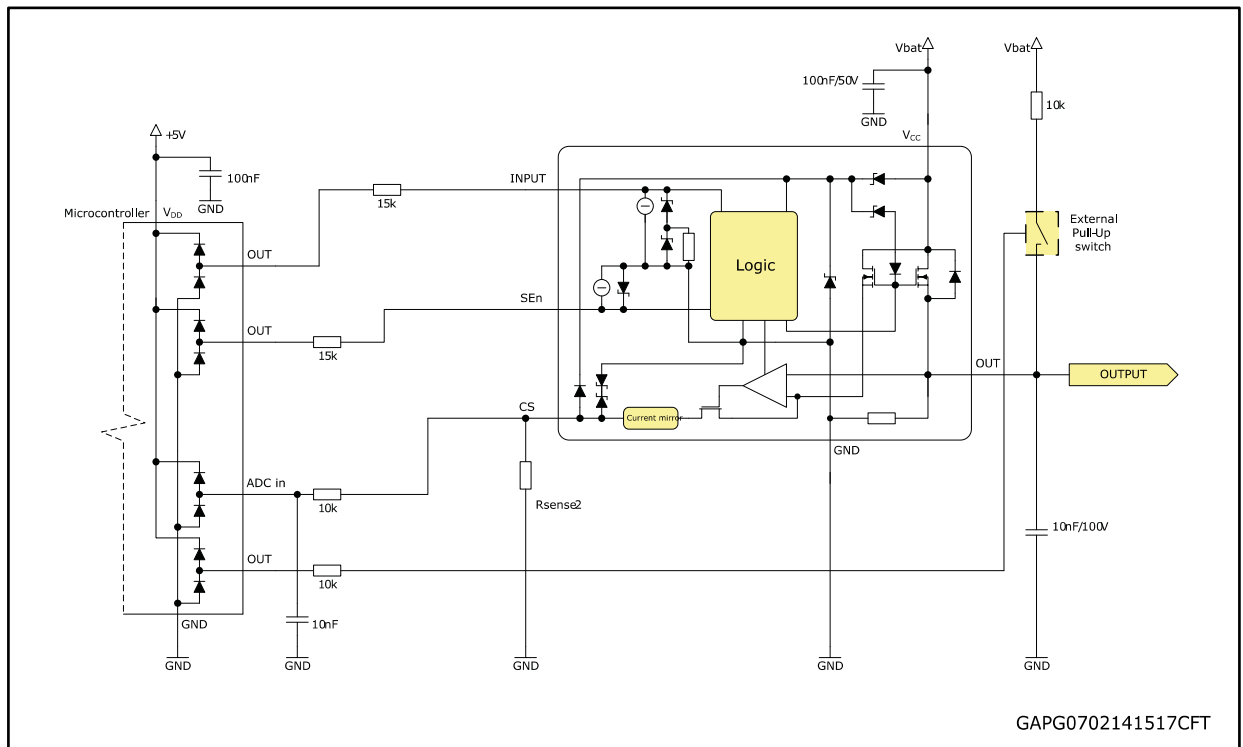 Vbat
Vbat
100nF/50V
GND
10k
+5V
VCC
100nF
GND
INPUT
15k
Microcontroller
VDD
OUT
External
Pull-Up
switch
Logic
SEn
OUT
15k
OUT
OUTPUT
CS
Current mirror
GND
ADC in
10k
Rsense2
10nF/100V
OUT
10k
GND
10nF
GND
GND
GND
GND
GND
GAPG0702141517CFT